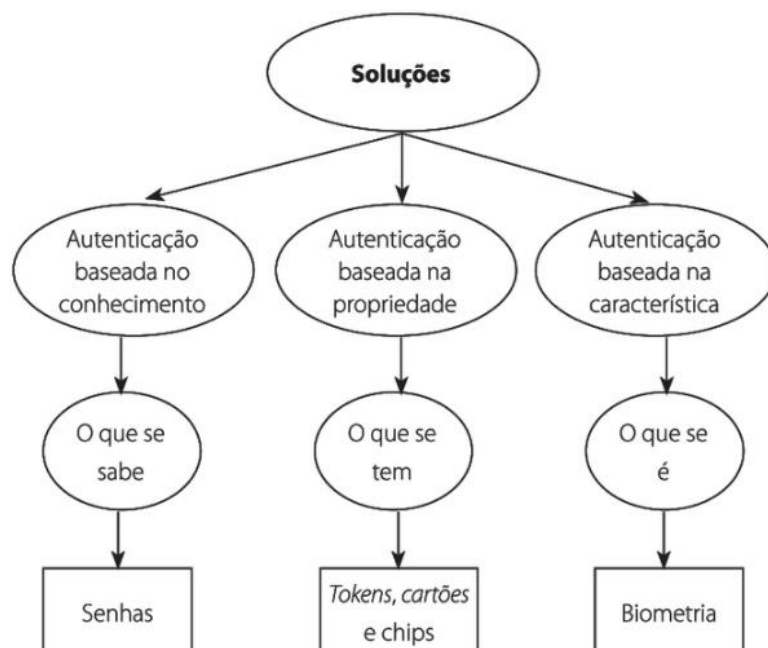 Soluções
Autenticação
baseada no
conhecimento
Autenticação
baseada na
propriedade
Autenticação
baseada na
característica
O que se
sabe
O que se
tem
O que se
é
Senhas
Tokens, cartões
e chips
Biometria